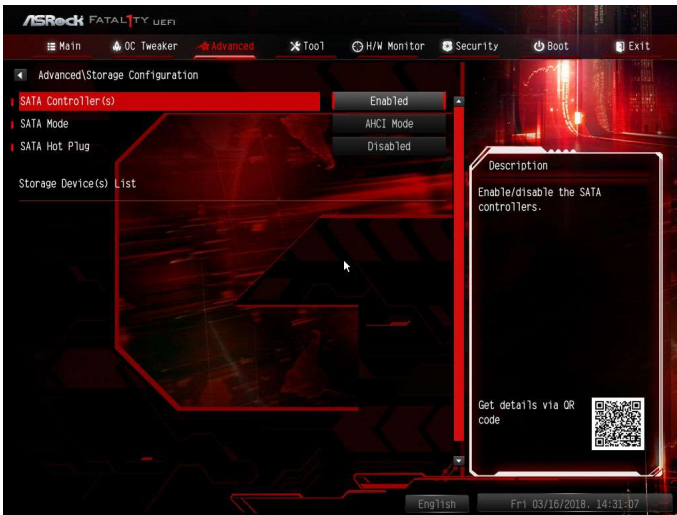 ASRock FATAL1TY UEFI
Main OC Tweaker Advanced Tool H/W Monitor Security Boot Exit
Advanced\Storage Configuration
SATA Controller(s) Enabled
SATA Mode AHCI Mode
SATA Hot Plug Disabled
Storage Device(s) List
Description
Enable/disable the SATA
controllers.
Get details via QR
code
English Fri 03/16/2018. 14:31:07